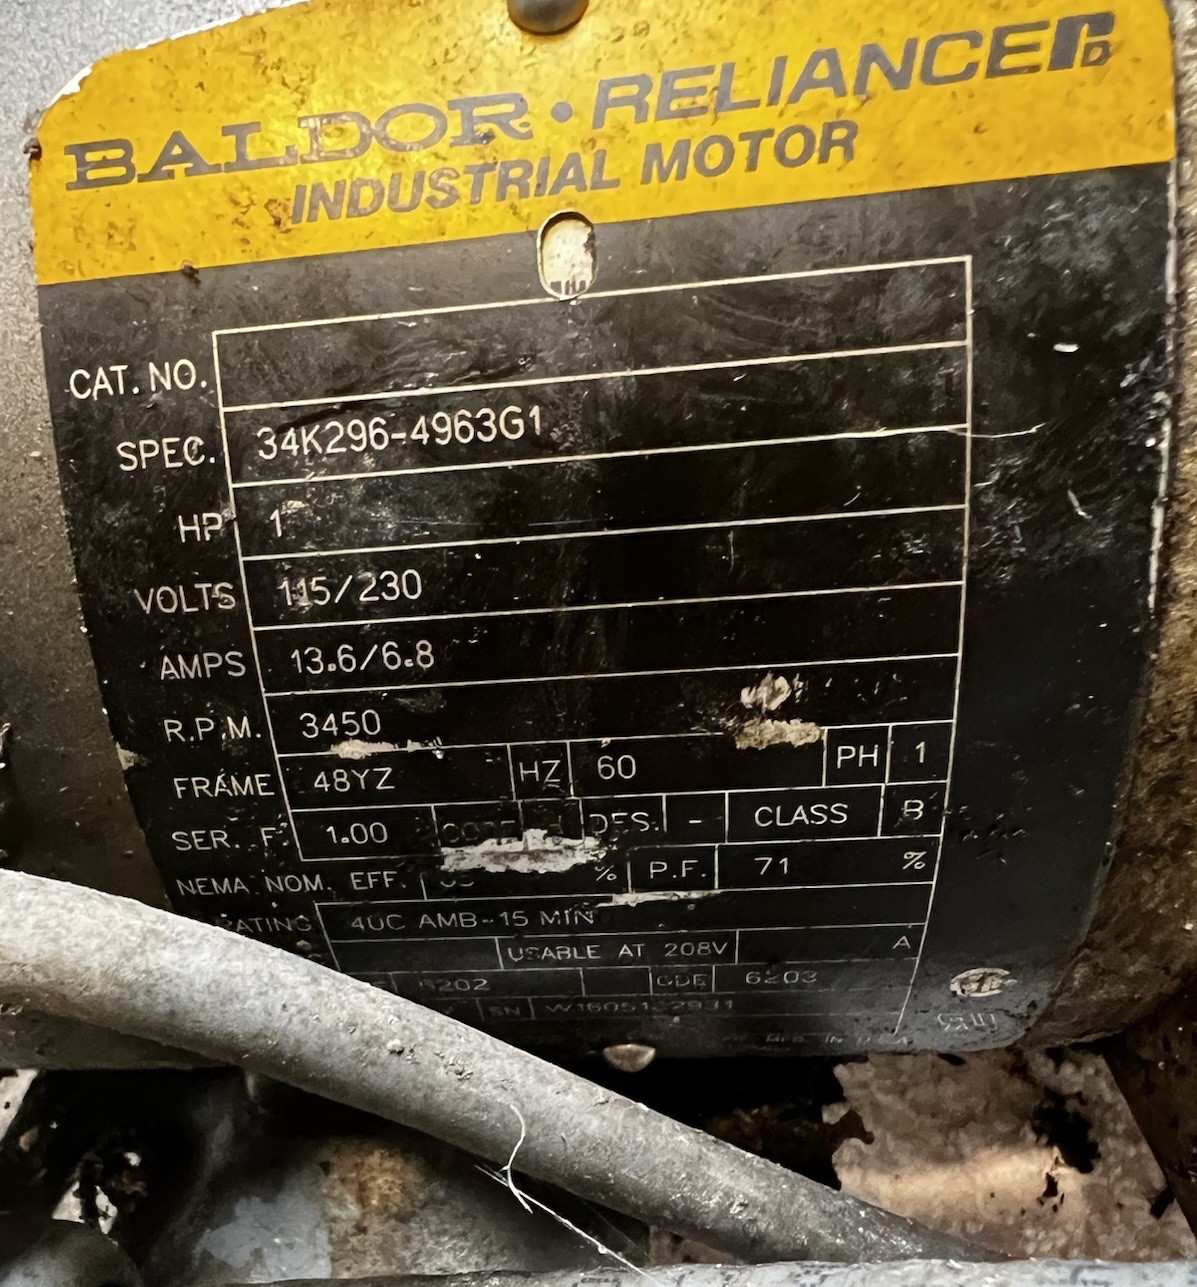 BALDOR • RELIANCE
INDUSTRIAL MOTOR
CAT. NO.
SPEC. 34K296-4963G1
HP 1
VOLTS 115/230
AMPS 13.6/6.8
R.P.M. 3450
FRAME 48YZ HZ 60 PH 1
SER. F. 1.00 CODE DES. - CLASS B
NEMA NOM. EFF. % P.F. 71 %
40C AMB-15 MIN
USABLE AT 208V A
ODE 6203
SN